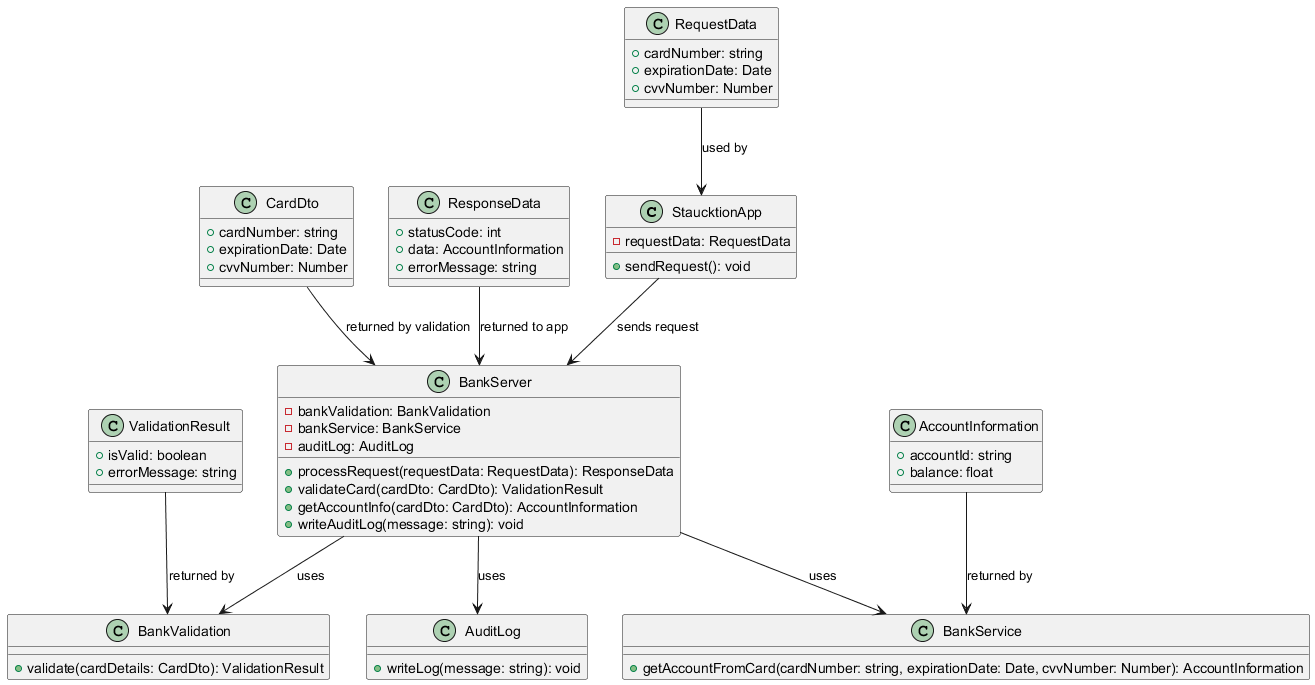 C RequestData
cardNumber: string
expirationDate: Date
cvvNumber: Number
used by
C CardDto
cardNumber: string
expirationDate: Date
cvvNumber: Number
C ResponseData
statusCode: int
data: AccountInformation
errorMessage: string
C StaucktionApp
requestData: RequestData
sendRequest(): void
returned by validation
returned to app
sends request
C ValidationResult
isValid: boolean
errorMessage: string
C BankServer
bankValidation: BankValidation
bankService: BankService
auditLog: AuditLog
processRequest(requestData: RequestData): ResponseData
validateCard(cardDto: CardDto): ValidationResult
getAccountInfo(cardDto: CardDto): AccountInformation
writeAuditLog(message: string): void
C AccountInformation
accountId: string
balance: float
returned by
uses
uses
uses
returned by
C BankValidation
validate(cardDetails: CardDto): ValidationResult
C AuditLog
writeLog(message: string): void
C BankService
getAccountFromCard(cardNumber: string, expirationDate: Date, cvvNumber: Number): AccountInformation